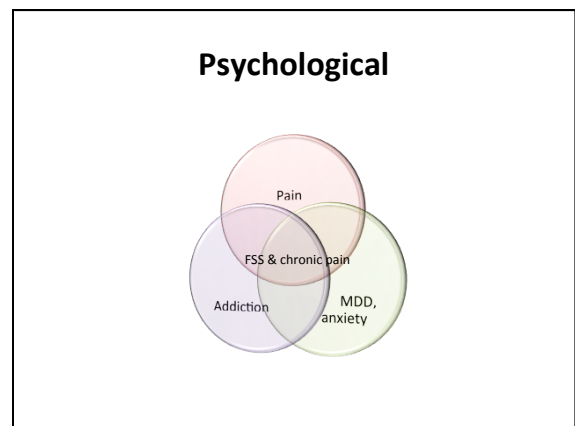 Psychological
Pain
FSS & chronic pain
Addiction
MDD,
anxiety